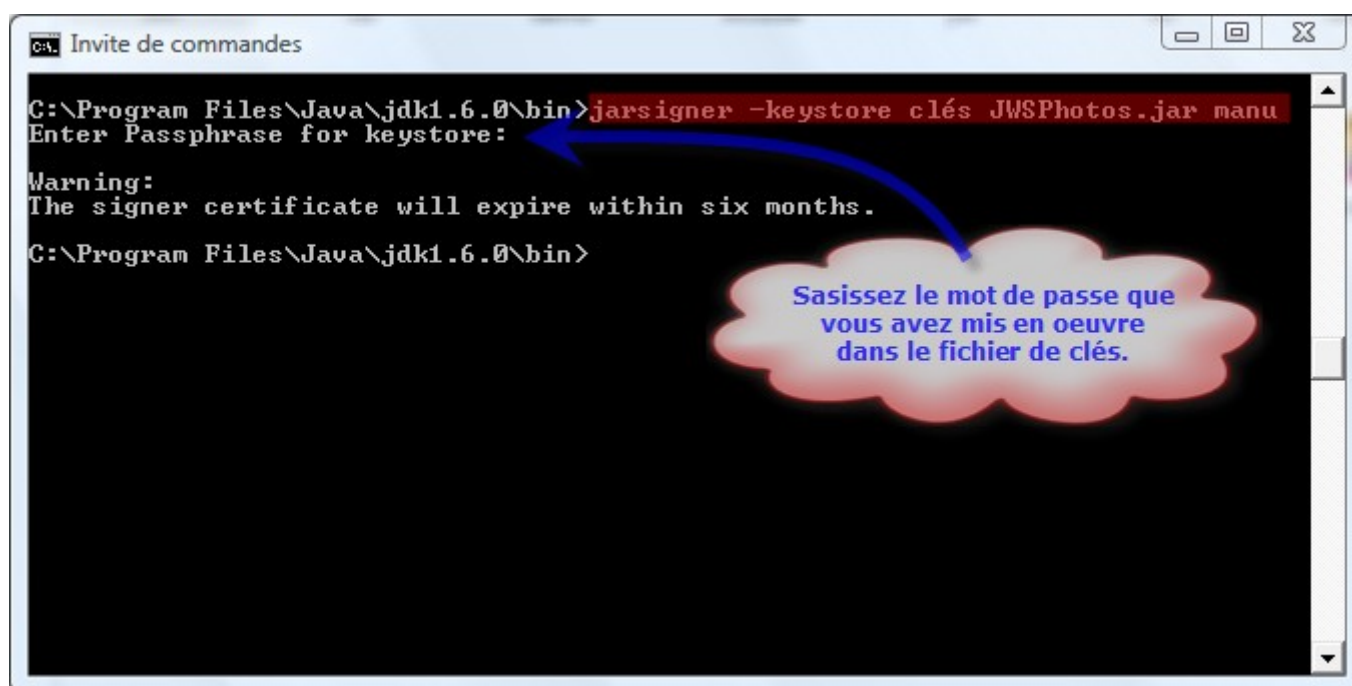 Invite de commandes
C:\Program Files\Java\jdk1.6.0\bin>jarsigner -keystore clés JWSPhotos.jar manu
Enter Passphrase for keystore:
Warning:
The signer certificate will expire within six months.
C:\Program Files\Java\jdk1.6.0\bin>
Sasissez le mot de passe que
vous avez mis en oeuvre
dans le fichier de clés.